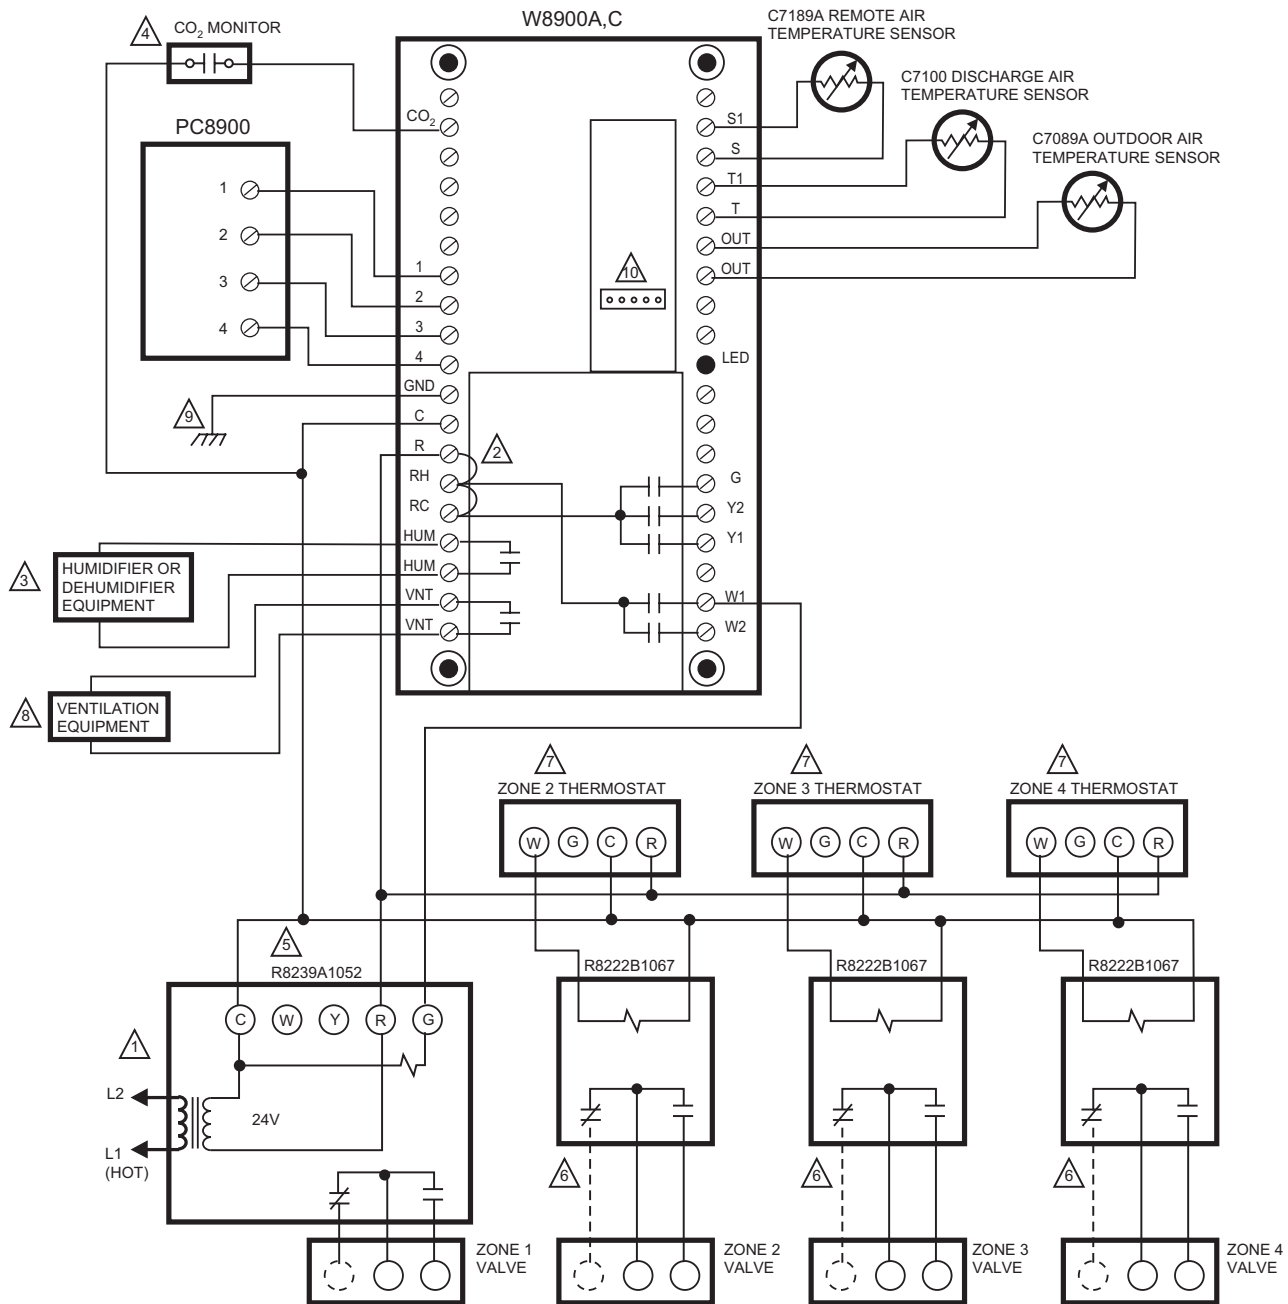 W8900A,C
4
CO₂ MONITOR
C7189A REMOTE AIR
TEMPERATURE SENSOR
C7100 DISCHARGE AIR
TEMPERATURE SENSOR
C7089A OUTDOOR AIR
TEMPERATURE SENSOR
PC8900
1
2
3
4
CO₂
1
2
3
4
GND
C
R
RH
RC
HUM
HUM
VNT
VNT
10
2
S1
S
T1
T
OUT
OUT
LED
G
Y2
Y1
W1
W2
9
3
HUMIDIFIER OR
DEHUMIDIFIER
EQUIPMENT
8
VENTILATION
EQUIPMENT
7
ZONE 2 THERMOSTAT
W G C R
7
ZONE 3 THERMOSTAT
W G C R
7
ZONE 4 THERMOSTAT
W G C R
5
R8239A1052
C W Y R G
1
L2
L1
(HOT)
24V
R8222B1067
R8222B1067
R8222B1067
6
6
6
ZONE 1
VALVE
ZONE 2
VALVE
ZONE 3
VALVE
ZONE 4
VALVE